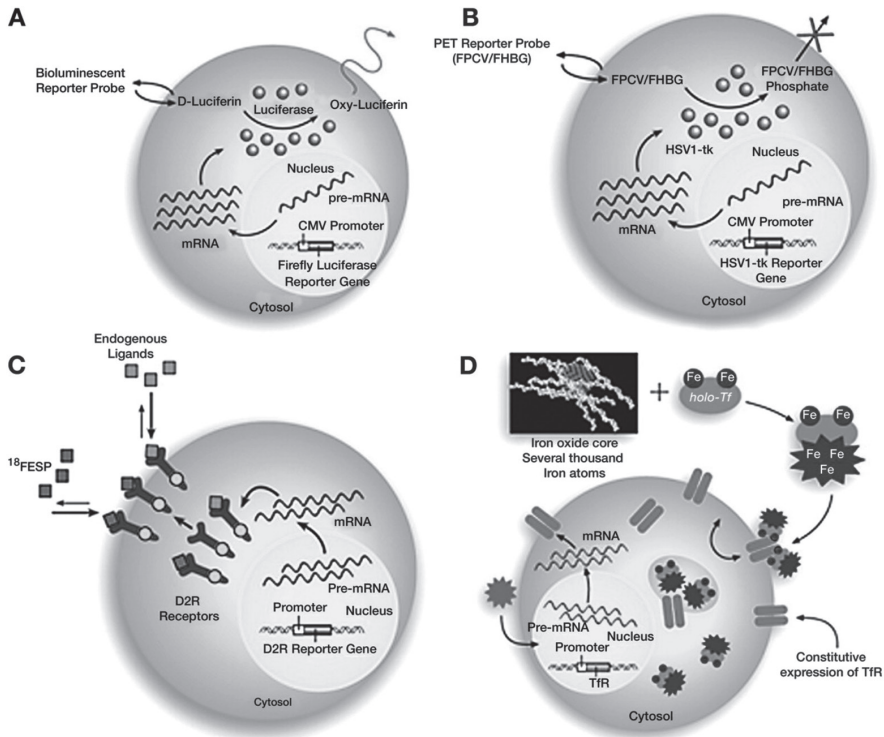 A
Bioluminescent
Reporter Probe
D-Luciferin
Luciferase
Oxy-Luciferin
Nucleus
pre-mRNA
mRNA
CMV Promoter
Firefly Luciferase
Reporter Gene
Cytosol
B
PET Reporter Probe
(FPCV/FHBG)
FPCV/FHBG
FPCV/FHBG
Phosphate
HSV1-tk
Nucleus
pre-mRNA
mRNA
CMV Promoter
HSV1-tk Reporter
Gene
Cytosol
C
Endogenous
Ligands
18FESP
mRNA
Pre-mRNA
D2R
Receptors
Promoter
Nucleus
D2R Reporter Gene
Cytosol
D
Fe Fe
holo-Tf
Iron oxide core
Several thousand
Iron atoms
Fe Fe
Fe Fe
Fe
mRNA
Pre-mRNA
Nucleus
Promoter
TfR
Constitutive
expression of TfR
Cytosol